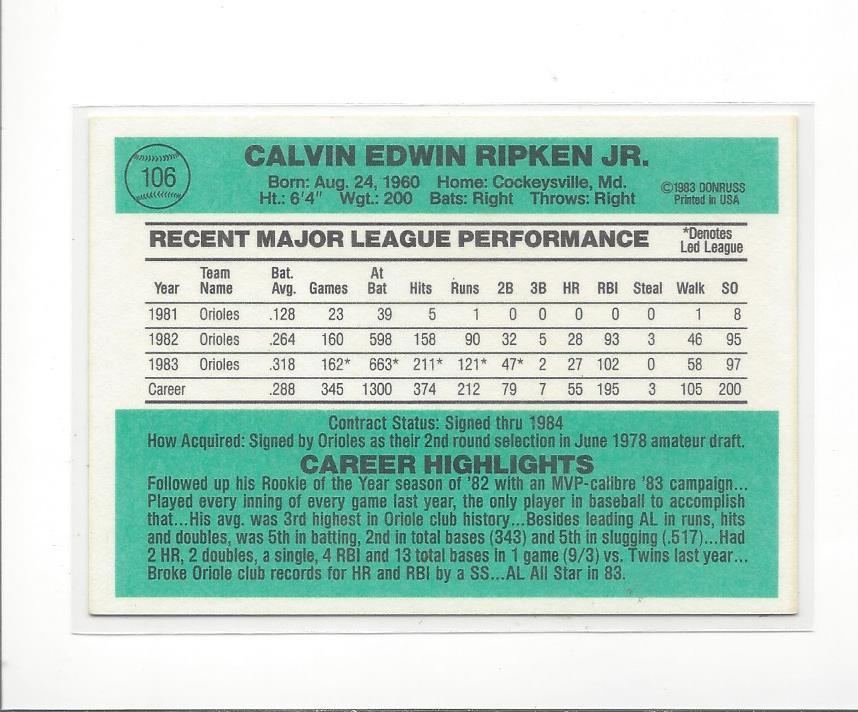 106
CALVIN EDWIN RIPKEN JR.
Born: Aug. 24, 1960 Home: Cockeysville, Md.
Ht.: 6'4" Wgt.: 200 Bats: Right Throws: Right
©1983 DONRUSS
Printed in USA
RECENT MAJOR LEAGUE PERFORMANCE
*Denotes
Led League
Year Team Name Bat. Avg. Games At Bat Hits Runs 2B 3B HR RBI Steal Walk SO
1981 Orioles .128 23 39 5 1 0 0 0 0 0 1 8
1982 Orioles .264 160 598 158 90 32 5 28 93 3 46 95
1983 Orioles .318 162* 663* 211* 121* 47* 2 27 102 0 58 97
Career .288 345 1300 374 212 79 7 55 195 3 105 200
Contract Status: Signed thru 1984
How Acquired: Signed by Orioles as their 2nd round selection in June 1978 amateur draft.
CAREER HIGHLIGHTS
Followed up his Rookie of the Year season of '82 with an MVP-calibre '83 campaign...
Played every inning of every game last year, the only player in baseball to accomplish
that...His avg. was 3rd highest in Oriole club history...Besides leading AL in runs, hits
and doubles, was 5th in batting, 2nd in total bases (343) and 5th in slugging (.517)...Had
2 HR, 2 doubles, a single, 4 RBI and 13 total bases in 1 game (9/3) vs. Twins last year...
Broke Oriole club records for HR and RBI by a SS...AL All Star in 83.